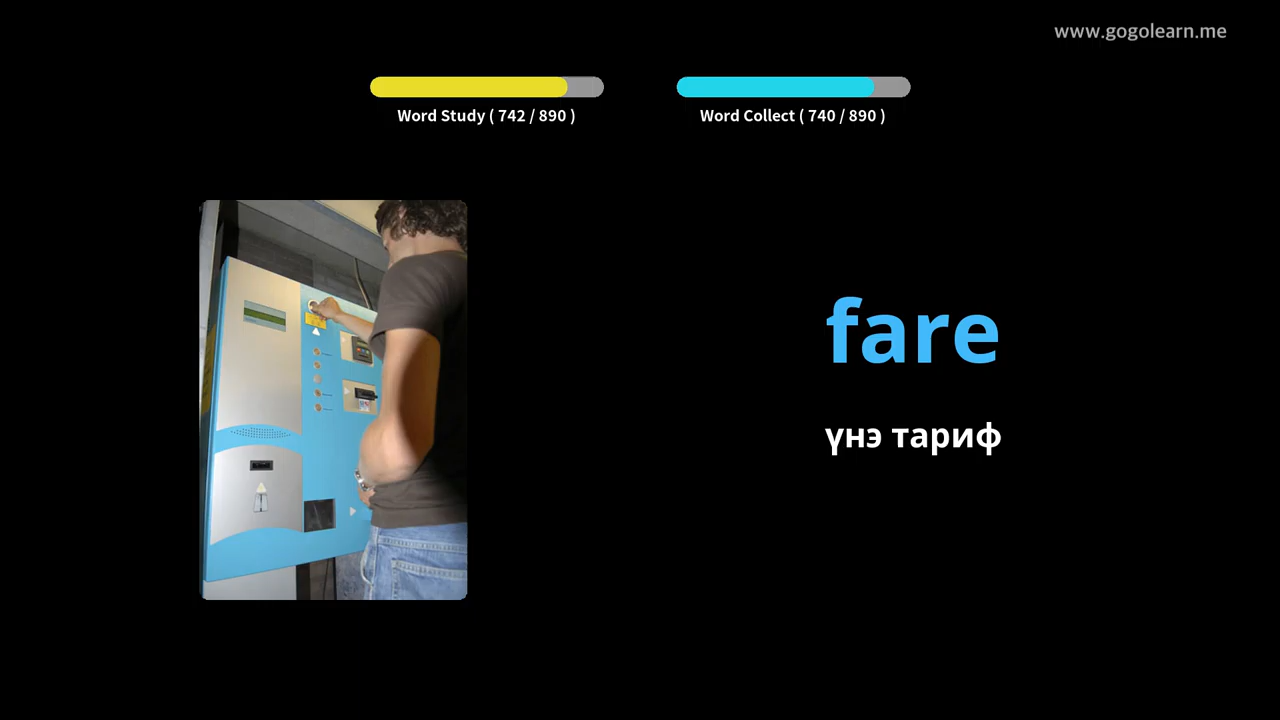 www.gogolearn.me
Word Study ( 742 / 890 )
Word Collect ( 740 / 890 )
fare
үнэ тариф